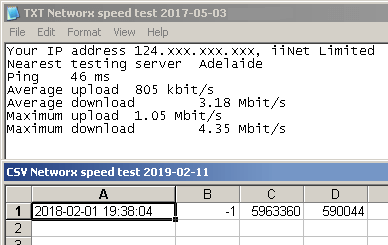 TXT Networx speed test 2017-05-03
File Edit Format View Help
Your IP address 124.xxx.xxx.xxx, iiNet Limited
Nearest testing server Adelaide
Ping 46 ms
Average upload 805 kbit/s
Average download 3.18 Mbit/s
Maximum upload 1.05 Mbit/s
Maximum download 4.35 Mbit/s
CSV Networx speed test 2019-02-11
A B C D
1 2018-02-01 19:38:04 -1 5963360 590044
2
3